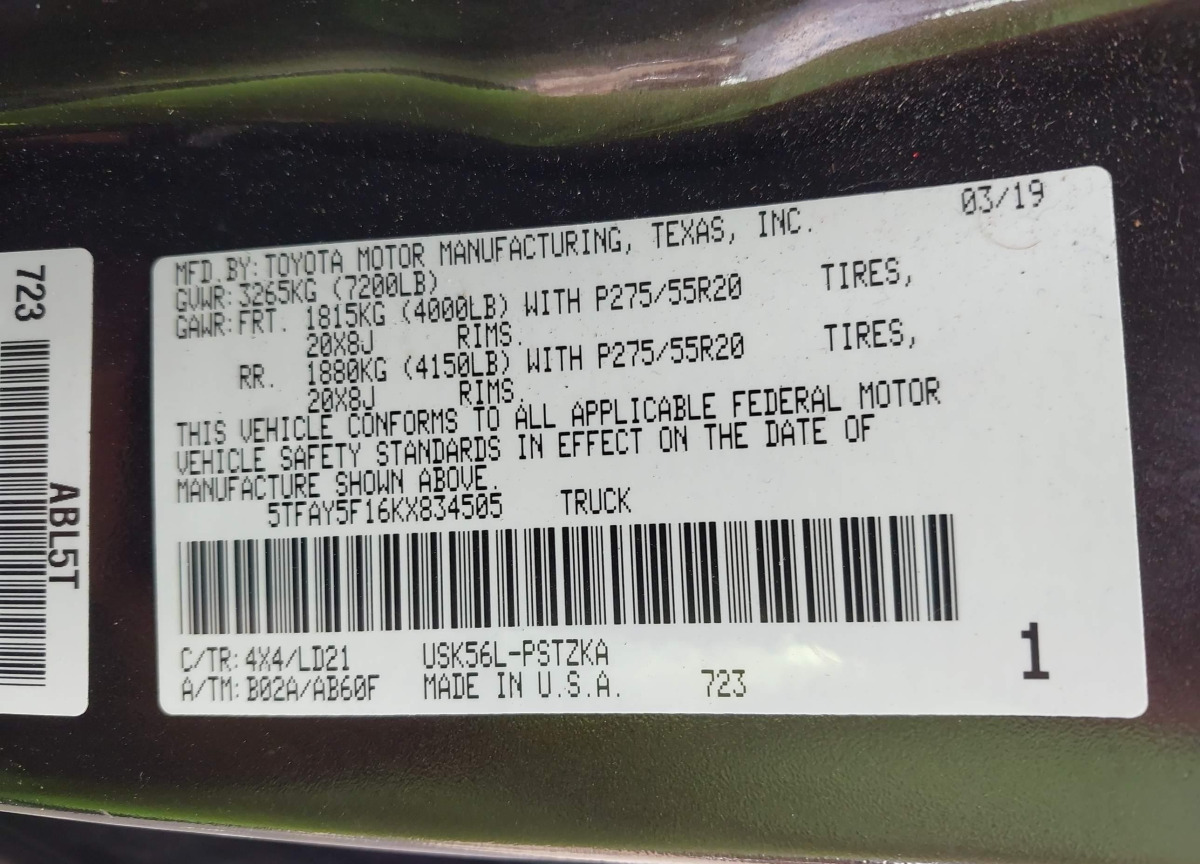 723
ABL5T
03/19
MFD.BY:TOYOTA MOTOR MANUFACTURING, TEXAS, INC.
GVWR:3265KG (7200LB)
GAWR:FRT. 1815KG (4000LB) WITH P275/55R20 TIRES,
20X8J RIMS.
RR. 1880KG (4150LB) WITH P275/55R20 TIRES,
20X8J RIMS.
THIS VEHICLE CONFORMS TO ALL APPLICABLE FEDERAL MOTOR
VEHICLE SAFETY STANDARDS IN EFFECT ON THE DATE OF
MANUFACTURE SHOWN ABOVE.
5TFAY5F16KX834505 TRUCK
C/TR:4X4/LD21 USK56L-PSTZKA
A/TM:B02A/AB60F MADE IN U.S.A. 723
1